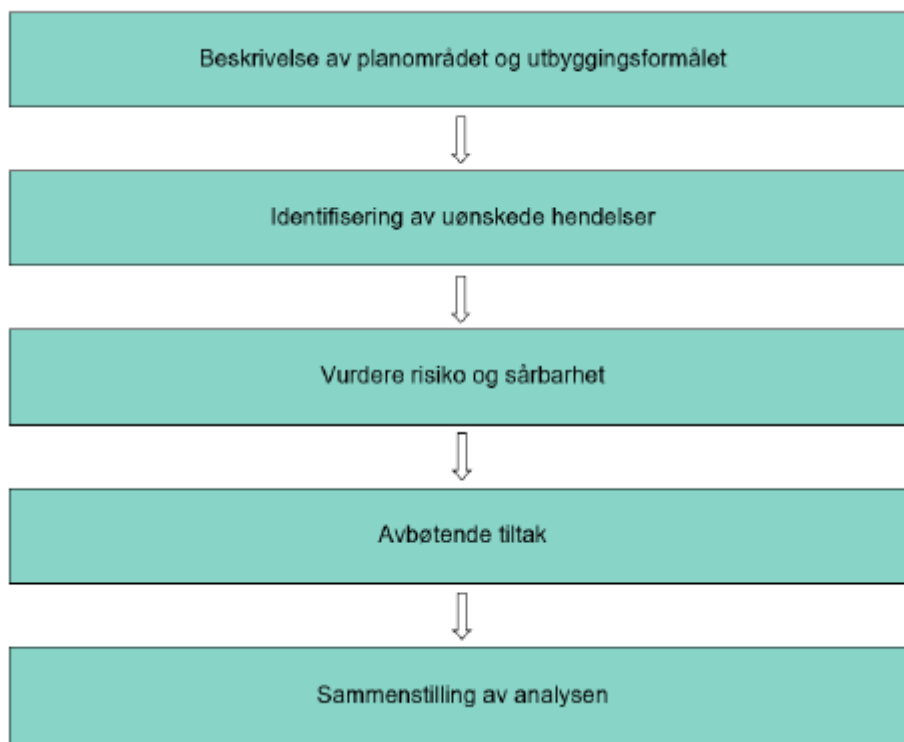 Beskrivelse av planområdet og utbyggingsformålet
Identifisering av uønskede hendelser
Vurdere risiko og sårbarhet
Avbøtende tiltak
Sammenstilling av analysen